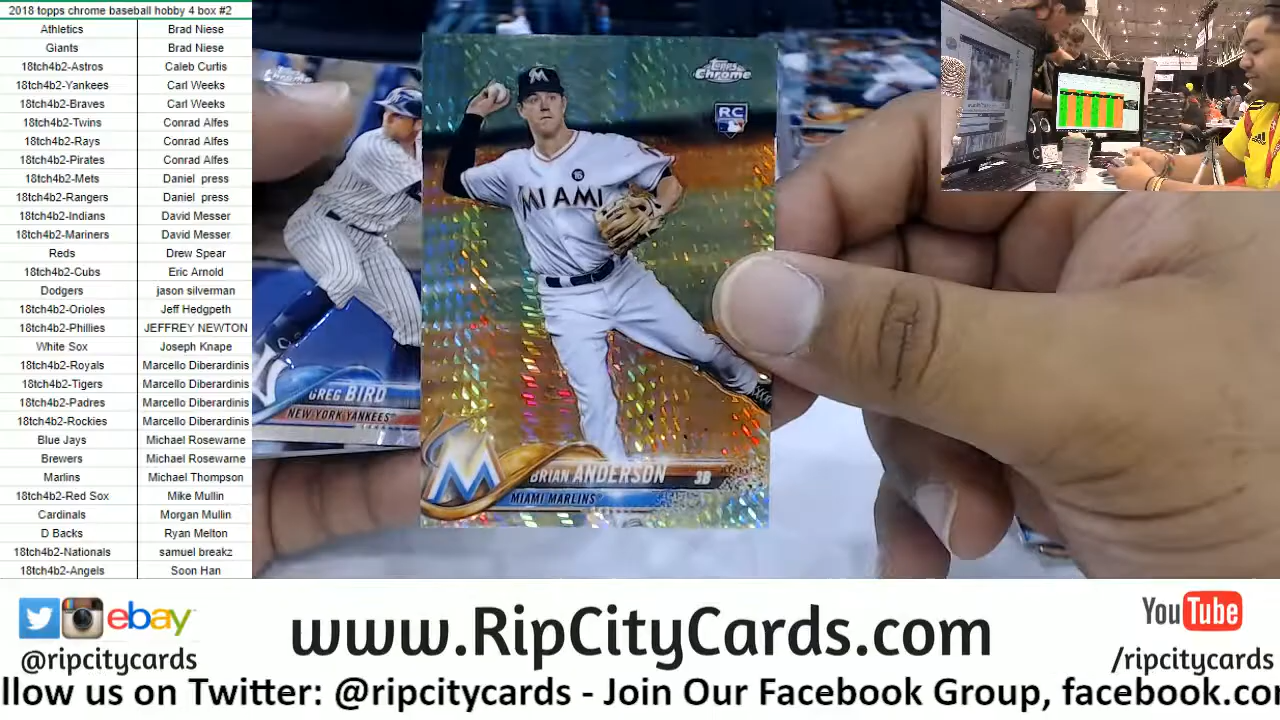 2018 topps chrome baseball hobby 4 box #2
Athletics Brad Niese
Giants Brad Niese
18tch4b2-Astros Caleb Curtis
18tch4b2-Yankees Carl Weeks
18tch4b2-Braves Carl Weeks
18tch4b2-Twins Conrad Alfes
18tch4b2-Rays Conrad Alfes
18tch4b2-Pirates Conrad Alfes
18tch4b2-Mets Daniel press
18tch4b2-Rangers Daniel press
18tch4b2-Indians David Messer
18tch4b2-Mariners David Messer
Reds Drew Spear
18tch4b2-Cubs Eric Arnold
Dodgers jason silverman
18tch4b2-Orioles Jeff Hedgpeth
18tch4b2-Phillies JEFFREY NEWTON
White Sox Joseph Knape
18tch4b2-Royals Marcello Diberardinis
18tch4b2-Tigers Marcello Diberardinis
18tch4b2-Padres Marcello Diberardinis
18tch4b2-Rockies Marcello Diberardinis
Blue Jays Michael Rosewarne
Brewers Michael Rosewarne
Marlins Michael Thompson
18tch4b2-Red Sox Mike Mullin
Cardinals Morgan Mullin
D Backs Ryan Melton
18tch4b2-Nationals samuel breakz
18tch4b2-Angels Soon Han
Chrome
GREG BIRD
NEW YORK YANKEES
Topps
Chrome
RC
M
16
MIAMI
M
BRIAN ANDERSON 3B
MIAMI MARLINS
ebay
@ripcitycards
www.RipCityCards.com
YouTube
/ripcitycards
llow us on Twitter: @ripcitycards - Join Our Facebook Group, facebook.co